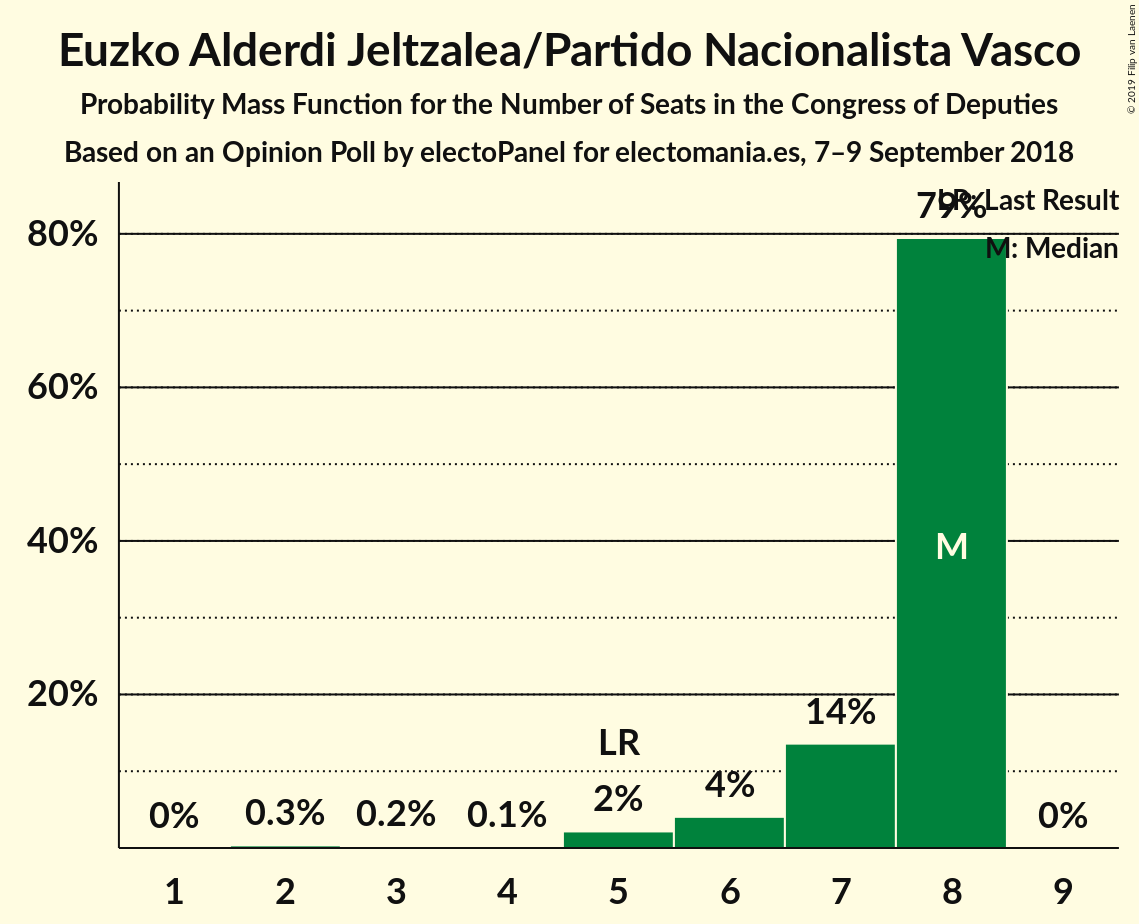 Euzko Alderdi Jeltzalea/Partido Nacionalista Vasco
Probability Mass Function for the Number of Seats in the Congress of Deputies
Based on an Opinion Poll by electoPanel for electomania.es, 7–9 September 2018
© 2019 Filip van Laenen
LR: Last Result
M: Median
79%
80%
60%
40%
20%
M
14%
LR
4%
2%
0%
0.3%
0.2%
0.1%
0%
1 2 3 4 5 6 7 8 9